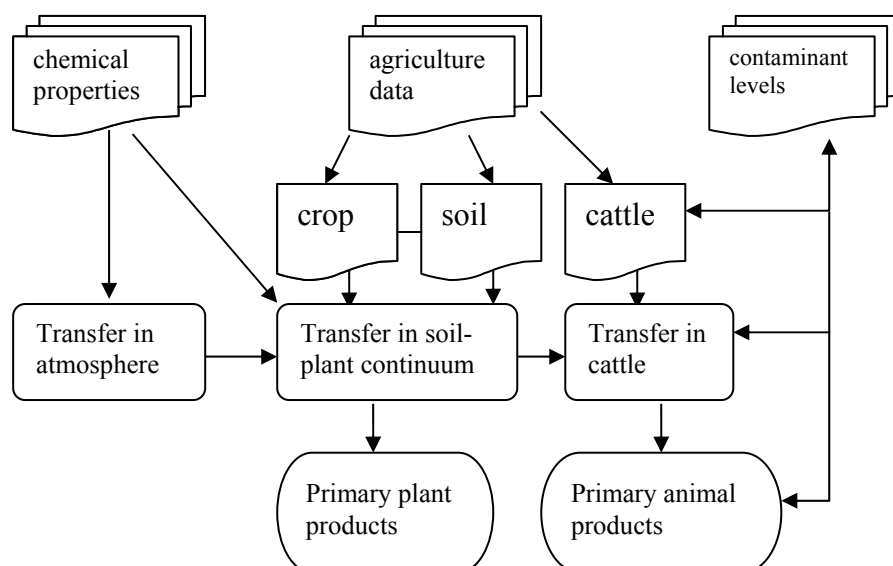 chemical
properties
agriculture
data
contaminant
levels
crop
soil
cattle
Transfer in
atmosphere
Transfer in soil-
plant continuum
Transfer in
cattle
Primary plant
products
Primary animal
products